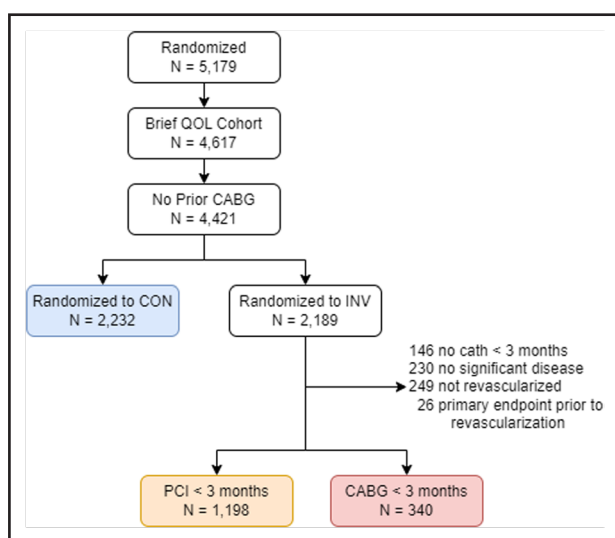 Randomized
N = 5,179
Brief QOL Cohort
N = 4,617
No Prior CABG
N = 4,421
Randomized to CON
N = 2,232
Randomized to INV
N = 2,189
146 no cath < 3 months
230 no significant disease
249 not revascularized
26 primary endpoint prior to
revascularization
PCI < 3 months
N = 1,198
CABG < 3 months
N = 340